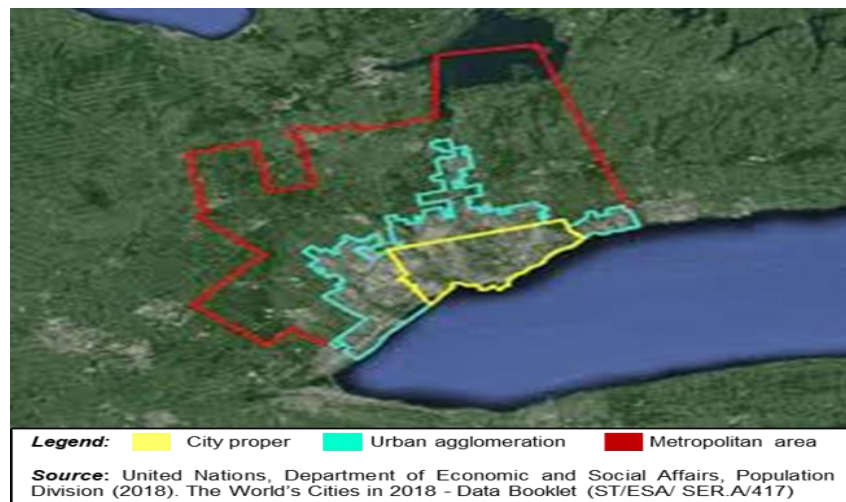 Legend: City proper Urban agglomeration Metropolitan area
Source: United Nations, Department of Economic and Social Affairs, Population
Division (2018). The World's Cities in 2018 - Data Booklet (ST/ESA/ SER.A/417)